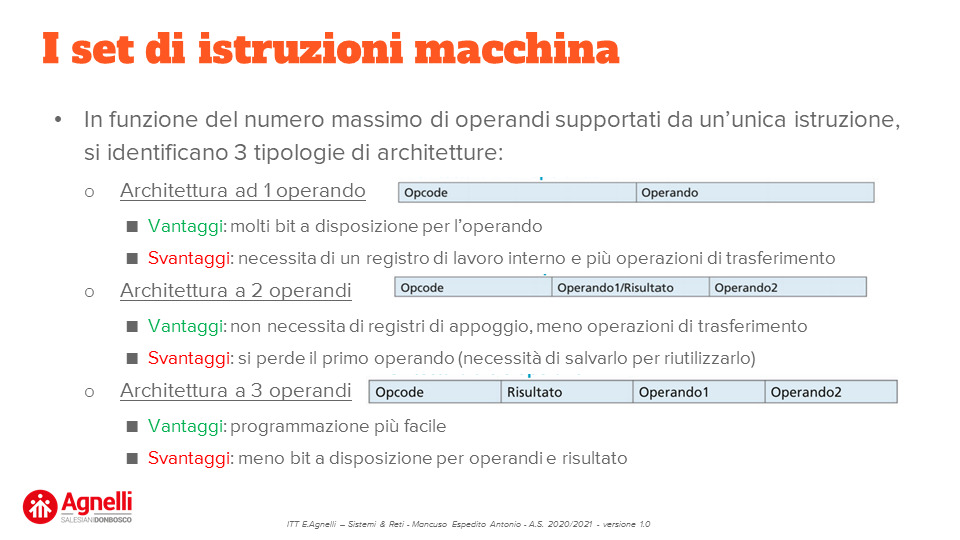 I set di istruzioni macchina
• In funzione del numero massimo di operandi supportati da un’unica istruzione,
si identificano 3 tipologie di architetture:
o Architettura ad 1 operando
Opcode Operando
■ Vantaggi: molti bit a disposizione per l’operando
■ Svantaggi: necessita di un registro di lavoro interno e più operazioni di trasferimento
o Architettura a 2 operandi
Opcode Operando1/Risultato Operando2
■ Vantaggi: non necessita di registri di appoggio, meno operazioni di trasferimento
■ Svantaggi: si perde il primo operando (necessità di salvarlo per riutilizzarlo)
o Architettura a 3 operandi
Opcode Risultato Operando1 Operando2
■ Vantaggi: programmazione più facile
■ Svantaggi: meno bit a disposizione per operandi e risultato
Agnelli
SALESIANI DONBOSCO
ITT E.Agnelli – Sistemi & Reti - Mancuso Espedito Antonio - A.S. 2020/2021 - versione 1.0